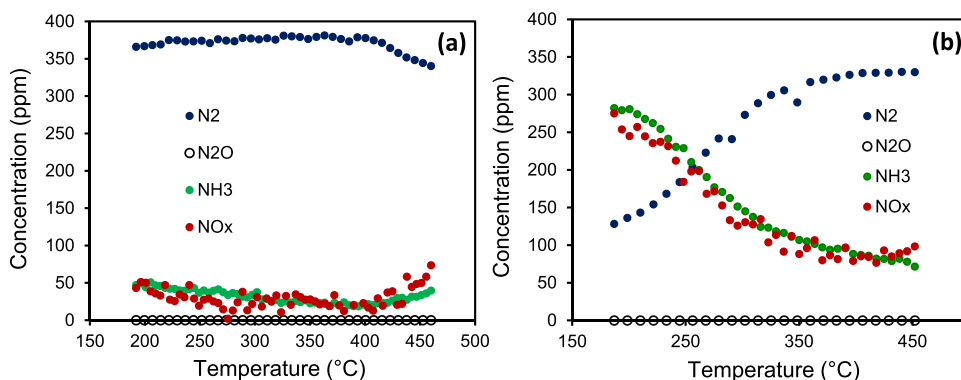 400
350
300
250
200
150
100
50
0
150 200 250 300 350 400 450 500
Concentration (ppm)
Temperature (°C)
(a)
N2
N2O
NH3
NOx
400
350
300
250
200
150
100
50
0
150 250 350 450
Concentration (ppm)
Temperature (°C)
(b)
N2
N2O
NH3
NOx